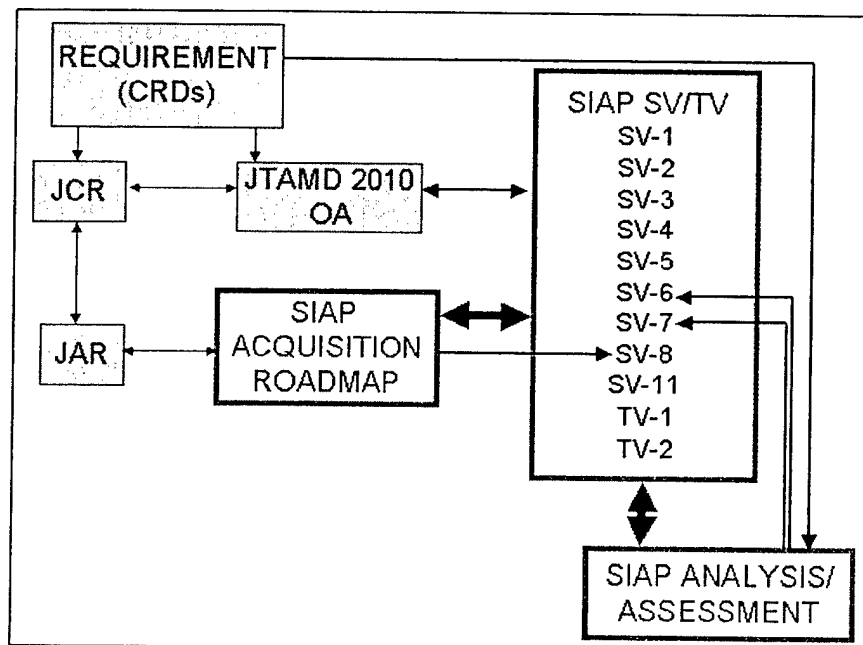 REQUIREMENT
(CRDs)
JCR
JTAMD 2010
OA
JAR
SIAP
ACQUISITION
ROADMAP
SIAP SV/TV
SV-1
SV-2
SV-3
SV-4
SV-5
SV-6
SV-7
SV-8
SV-11
TV-1
TV-2
SIAP ANALYSIS/
ASSESSMENT